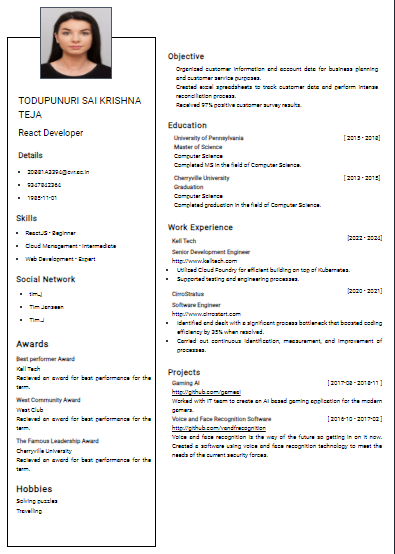 TODUPUNURI SAI KRISHNA
TEJA
React Developer
Details
20881A3394@cvr.ac.in
9347842364
1985-11-01
Skills
ReactJS - Beginner
Cloud Management - Intermediate
Web Development - Expert
Social Network
timJ
Tim Jensean
Tim.J
Awards
Best performer Award
Kell Tech
Recieved an award for best performance for the
term.
West Community Award
West Club
Recieved an award for best performance for the
term.
The Famous Leadership Award
Cherryville University
Recieved an award for best performance for the
term.
Hobbies
Solving puzzles
Travelling
Objective
Organized customer information and account data for business planning
and customer service purposes.
Created excel spreadsheets to track customer data and perform intense
reconciliation process.
Received 97% positive customer survey results.
Education
University of Pennsylvania [ 2015 - 2018]
Master of Science
Computer Science
Completed MS in the field of Computer Science.
Cherryville University [ 2013 - 2015]
Graduation
Computer Science
Completed graduation in the field of Computer Science.
Work Experience
Kell Tech [2022 - 2024]
Senior Development Engineer
http://www.kelltech.com
Utilized Cloud Foundry for efficient building on top of Kubernetes.
Supported testing and engineering processes.
CirroStratus [2020 - 2021]
Software Engineer
http://www.cirrostart.com
Identified and dealt with a significant process bottleneck that boosted coding
efficiency by 35% when resolved.
Carried out continuous identification, measurement, and improvement of
processes.
Projects
Gaming AI [ 2017-08 - 2018-11 ]
http://github.com/gameai
Worked with IT team to create an AI based gaming application for the modern
gamers.
Voice and Face Recognition Software [ 2016-10 - 2017-02 ]
http://github.com/vandfrecognition
Voice and face recognition is the way of the future so getting in on it now.
Created a software using voice and face recognition technology to meet the
needs of the current security forces.